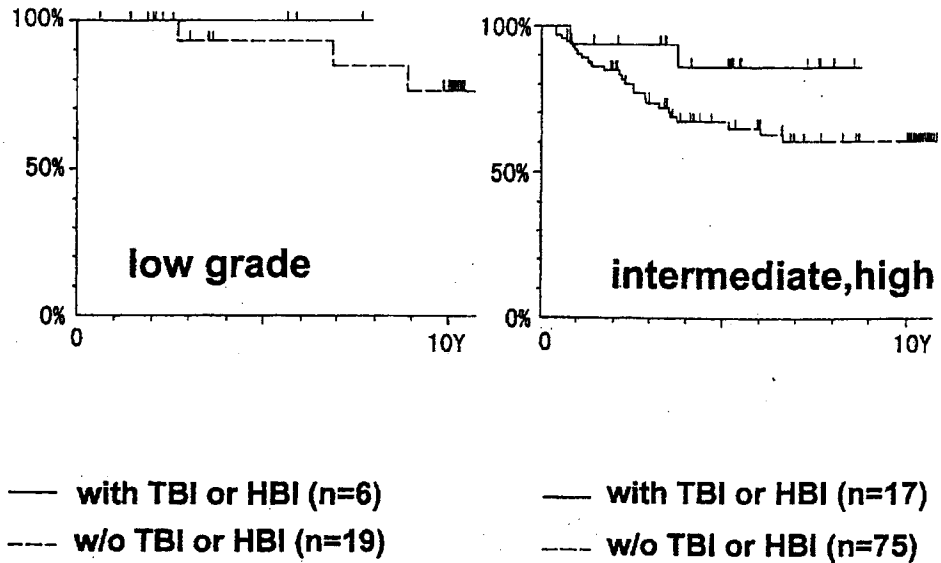 100%
50%
0%
low grade
0
10Y
100%
50%
0%
intermediate,high
0
10Y
with TBI or HBI (n=6)
w/o TBI or HBI (n=19)
with TBI or HBI (n=17)
w/o TBI or HBI (n=75)